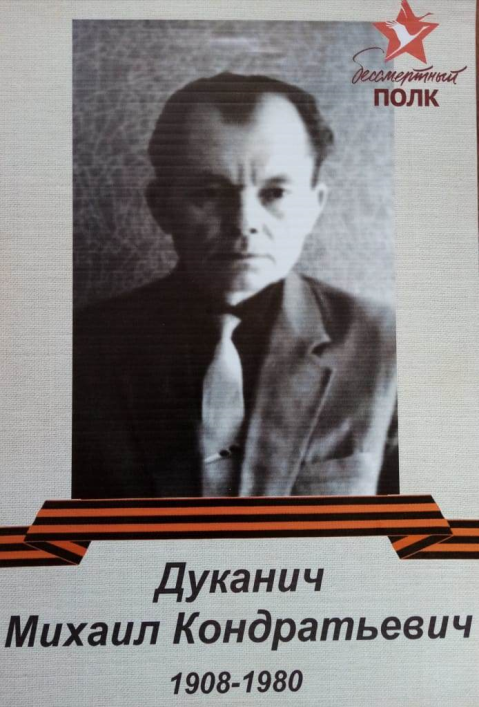 бессмертный
ПОЛК
Дуканич
Михаил Кондратьевич
1908-1980